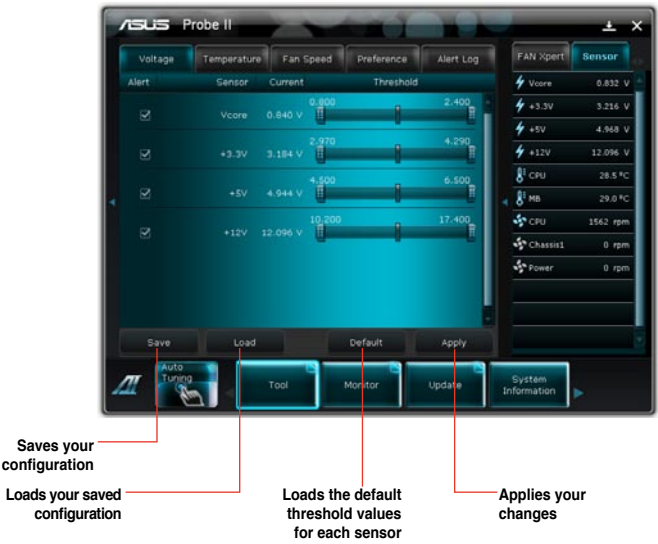 ASUS Probe II
Voltage Temperature Fan Speed Preference Alert Log
Alert Sensor Current Threshold
Vcore 0.840 V 0.800 2.400
+3.3V 3.184 V 2.970 4.290
+5V 4.944 V 4.500 6.500
+12V 12.096 V 10.200 17.400
Save Load Default Apply
FAN Xpert Sensor
Vcore 0.832 V
+3.3V 3.216 V
+5V 4.968 V
+12V 12.096 V
CPU 28.5 °C
MB 29.0 °C
CPU 1562 rpm
Chassis1 0 rpm
Power 0 rpm
Auto
Tuning
Tool
Monitor
Update
System
Information
Saves your
configuration
Loads your saved
configuration
Loads the default
threshold values
for each sensor
Applies your
changes